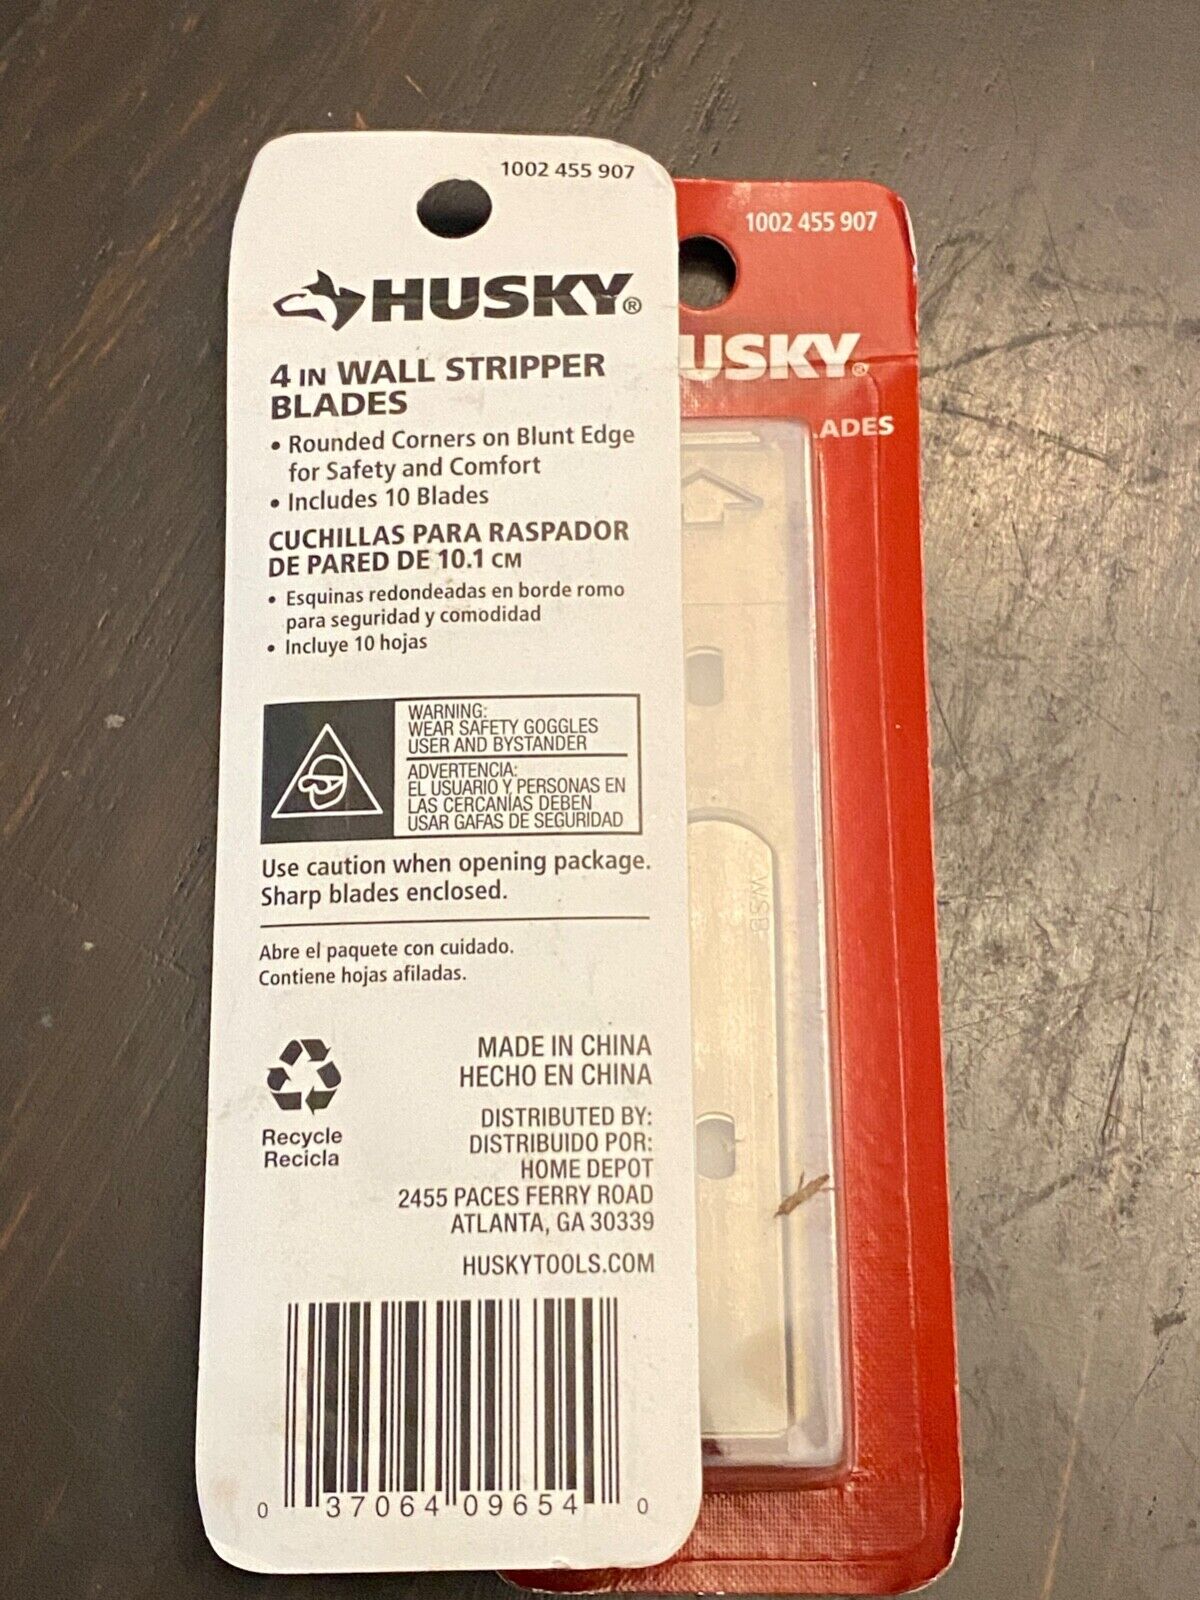 1002 455 907
HUSKY®
4 IN WALL STRIPPER
BLADES
• Rounded Corners on Blunt Edge
for Safety and Comfort
• Includes 10 Blades
CUCHILLAS PARA RASPADOR
DE PARED DE 10.1 CM
• Esquinas redondeadas en borde romo
para seguridad y comodidad
• Incluye 10 hojas
WARNING:
WEAR SAFETY GOGGLES
USER AND BYSTANDER
ADVERTENCIA:
EL USUARIO Y PERSONAS EN
LAS CERCANÍAS DEBEN
USAR GAFAS DE SEGURIDAD
Use caution when opening package.
Sharp blades enclosed.
Abre el paquete con cuidado.
Contiene hojas afiladas.
Recycle
Recicla
MADE IN CHINA
HECHO EN CHINA
DISTRIBUTED BY:
DISTRIBUIDO POR:
HOME DEPOT
2455 PACES FERRY ROAD
ATLANTA, GA 30339
HUSKYTOOLS.COM
0 37064 09654 0
1002 455 907
USKY®
ADES
WSB